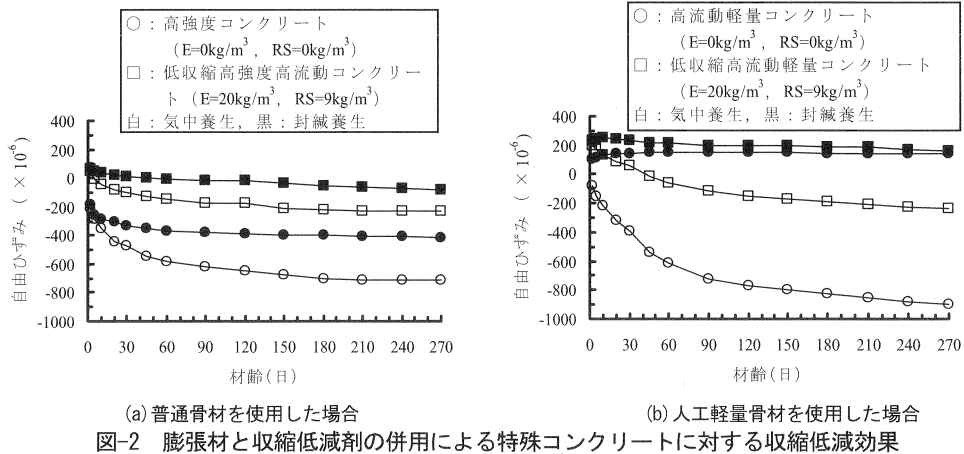 ○：高強度コンクリート
（E=0kg/m³，RS=0kg/m³）
□：低収縮高強度高流動コンクリー
ト（E=20kg/m³，RS=9kg/m³）
白：気中養生，黒：封緘養生
400
200
0
-200
-400
-600
-800
-1000
自由ひずみ（×10⁻⁶）
0 30 60 90 120 150 180 210 240 270
材齢（日）
(a)普通骨材を使用した場合
○：高流動軽量コンクリート
（E=0kg/m³，RS=0kg/m³）
□：低収縮高流動軽量コンクリート
（E=20kg/m³，RS=9kg/m³）
白：気中養生，黒：封緘養生
400
200
0
-200
-400
-600
-800
-1000
自由ひずみ（×10⁻⁶）
0 30 60 90 120 150 180 210 240 270
材齢（日）
(b)人工軽量骨材を使用した場合
図-2 膨張材と収縮低減剤の併用による特殊コンクリートに対する収縮低減効果